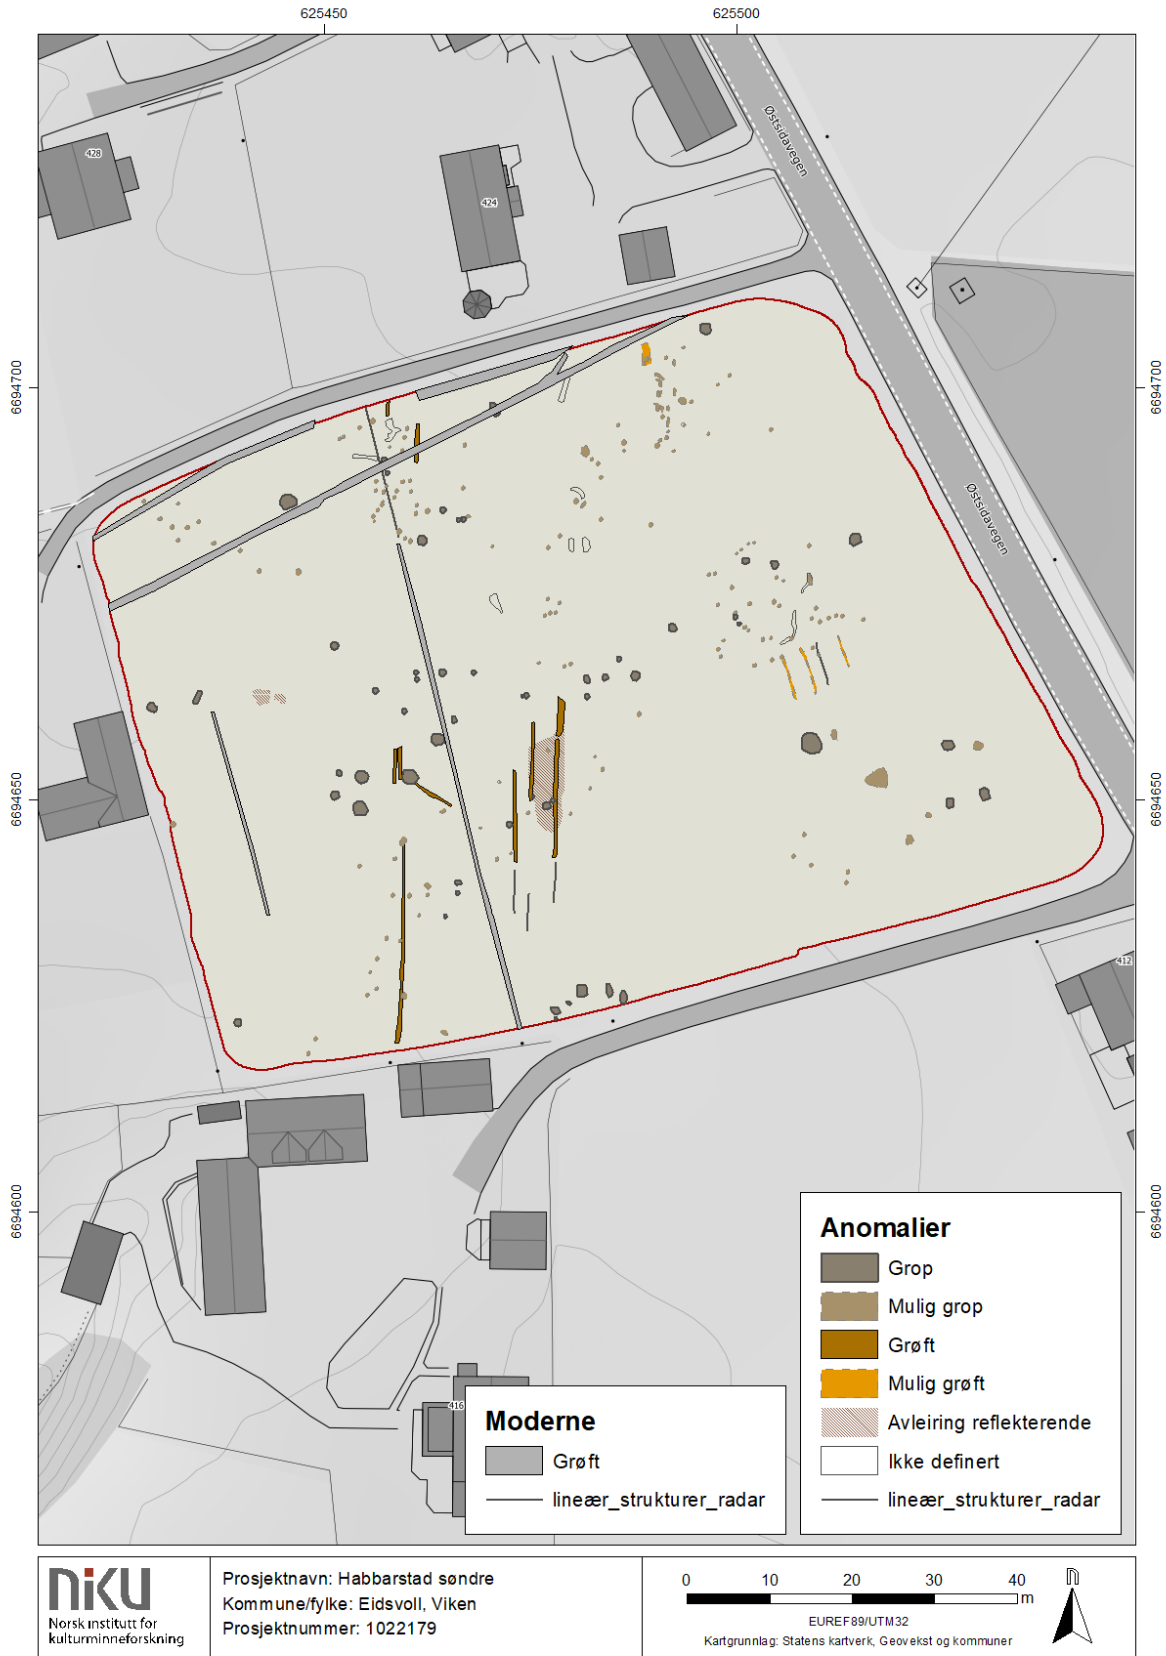 625450
625500
Østsidavegen
428
424
6694700
6694700
Østsidavegen
6694650
6694650
412
6694600
6694600
416
Anomalier
Grop
Mulig grop
Grøft
Mulig grøft
Avleiring reflekterende
Ikke definert
lineær_strukturer_radar
Moderne
Grøft
lineær_strukturer_radar
NIKU
Norsk institutt for
kulturminneforskning
Prosjektnavn: Habbarstad søndre
Kommune/fylke: Eidsvoll, Viken
Prosjektnummer: 1022179
0 10 20 30 40
m
EUREF89/UTM32
Kartgrunnlag: Statens kartverk, Geovekst og kommuner
n